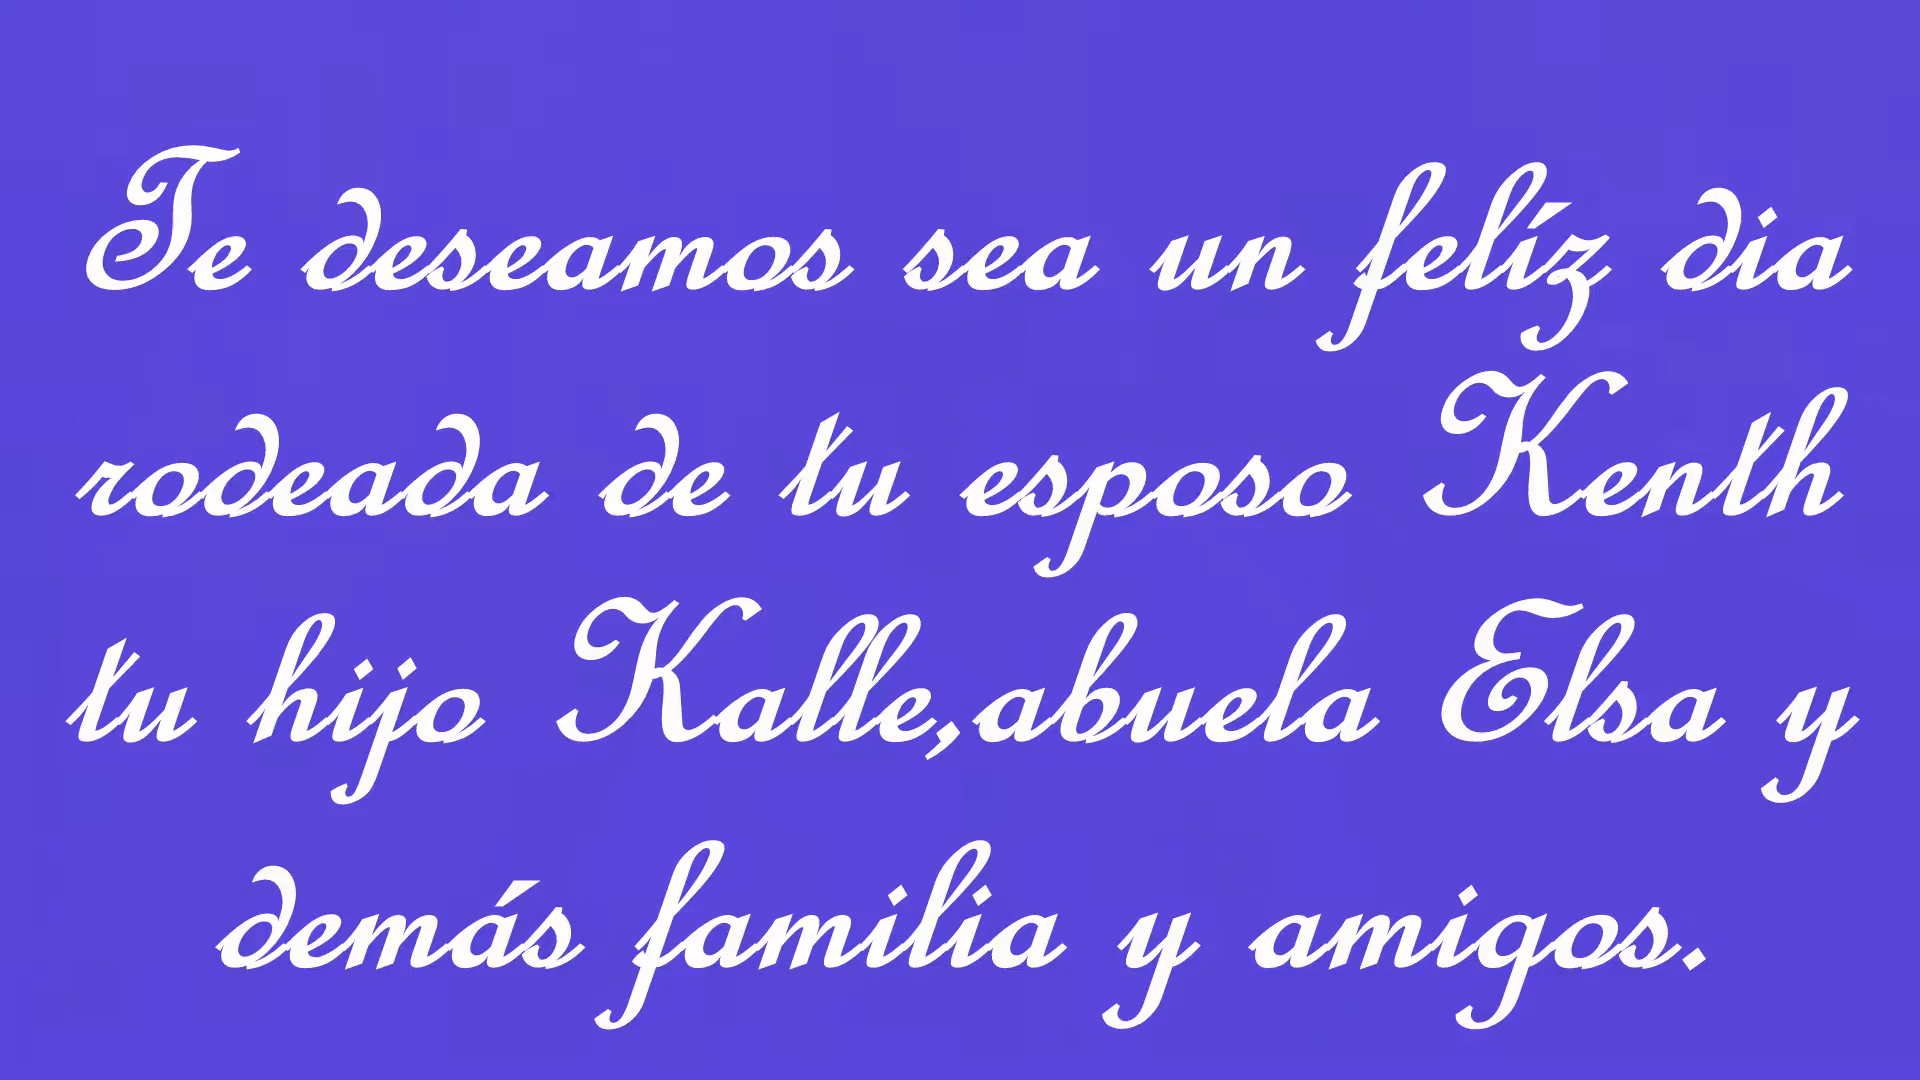 Te deseamos sea un felíz dia
rodeada de tu esposo Kenth
tu hijo Kalle,abuela Elsa y
demás familia y amigos.